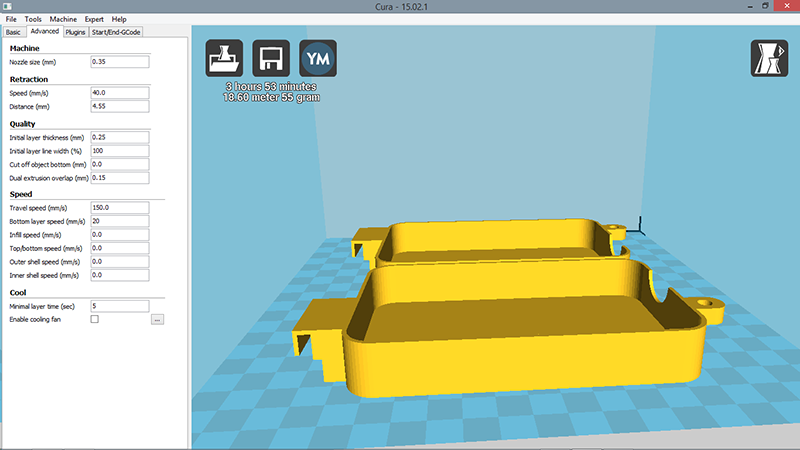 Cura - 15.02.1
File Tools Machine Expert Help
Basic Advanced Plugins Start/End-GCode
Machine
Nozzle size (mm) 0.35
Retraction
Speed (mm/s) 40.0
Distance (mm) 4.55
Quality
Initial layer thickness (mm) 0.25
Initial layer line width (%) 100
Cut off object bottom (mm) 0.0
Dual extrusion overlap (mm) 0.15
Speed
Travel speed (mm/s) 150.0
Bottom layer speed (mm/s) 20
Infill speed (mm/s) 0.0
Top/bottom speed (mm/s) 0.0
Outer shell speed (mm/s) 0.0
Inner shell speed (mm/s) 0.0
Cool
Minimal layer time (sec) 5
Enable cooling fan ...
YM
3 hours 53 minutes
18.60 meter 55 gram